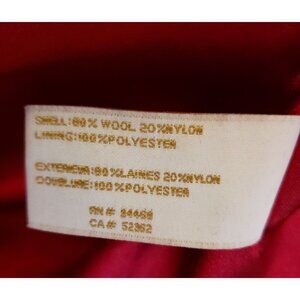 SHELL:80% WOOL 20%NYLON
LINING:100%POLYESTER
EXTERIEUR:80%LAINES 20%NYLON
DOUBLURE:100%POLYESTER
RN# 34468
CA# 52362